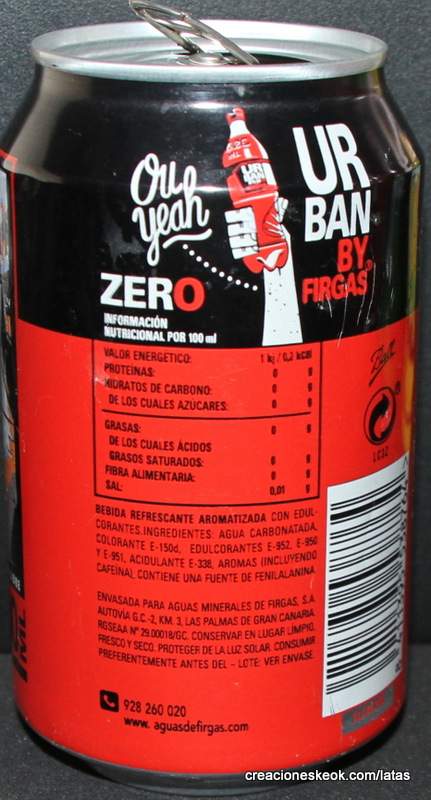 Ou
yeah
UR
BAN
BY
FIRGAS
UR
BAN
ZERO
INFORMACIÓN
NUTRICIONAL POR 100 ml
VALOR ENERGETICO: 1 kj / 0,2 kcal
PROTEINAS: 0 g
HIDRATOS DE CARBONO: 0 g
DE LOS CUALES AZUCARES: 0 g
GRASAS: 0 g
DE LOS CUALES ÁCIDOS
GRASOS SATURADOS: 0 g
FIBRA ALIMENTARIA: 0 g
SAL: 0,01 g
Ball
LC12
BEBIDA REFRESCANTE AROMATIZADA CON EDUL-
CORANTES.INGREDIENTES: AGUA CARBONATADA,
COLORANTE E-150d, EDULCORANTES E-952, E-950
Y E-951, ACIDULANTE E-338, AROMAS (INCLUYENDO
CAFEÍNA). CONTIENE UNA FUENTE DE FENILALANINA.
ENVASADA PARA AGUAS MINERALES DE FIRGAS, S.A.
AUTOVÍA G.C.-2, KM. 3, LAS PALMAS DE GRAN CANARIA.
RGSEAA Nº 29.00018/GC. CONSERVAR EN LUGAR LIMPIO,
FRESCO Y SECO. PROTEGER DE LA LUZ SOLAR. CONSUMIR
PREFERENTEMENTE ANTES DEL - LOTE: VER ENVASE.
ML
928 260 020
www. aguasdefirgas.com
creacioneskeok.com/latas